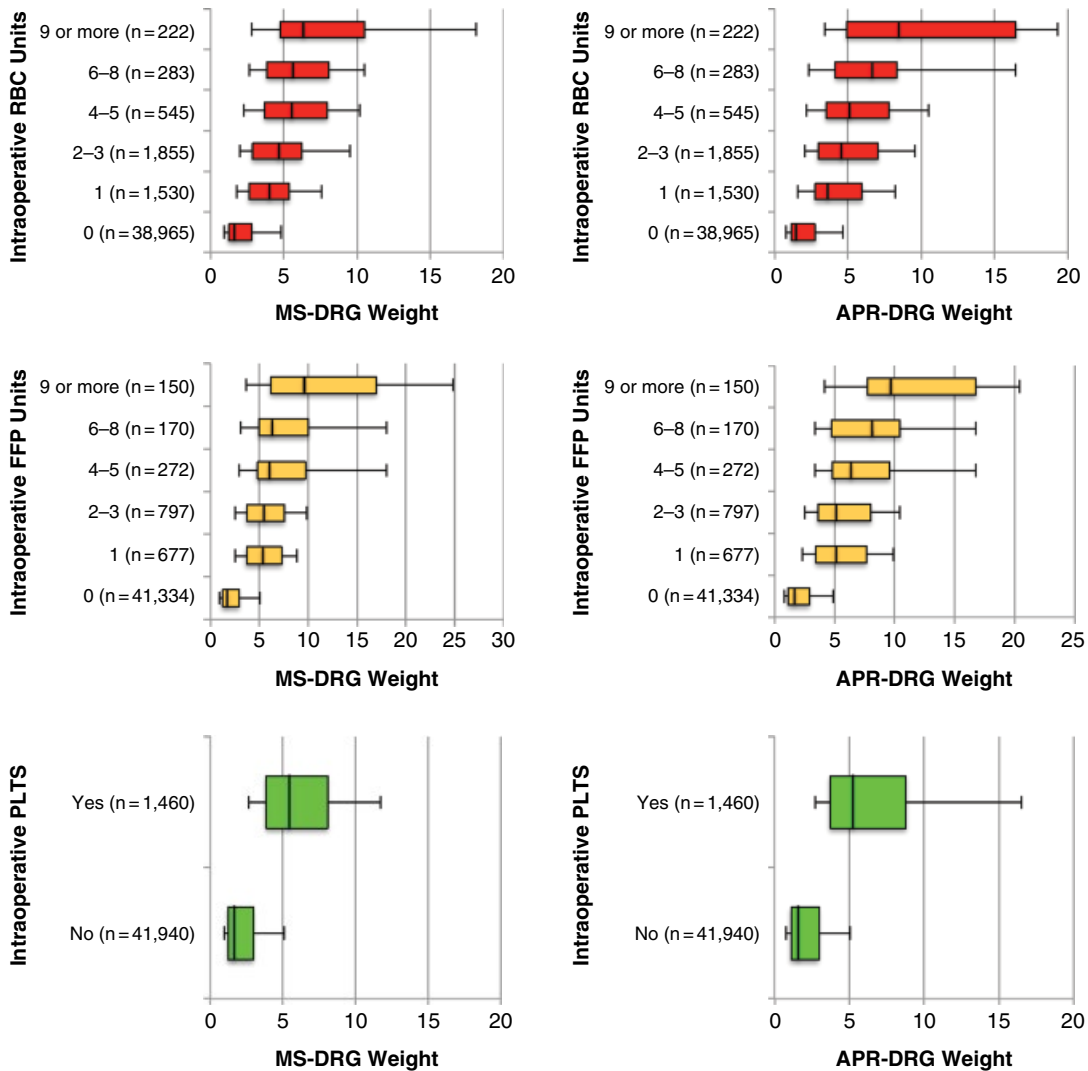 Intraoperative RBC Units
9 or more (n = 222)
6–8 (n = 283)
4–5 (n = 545)
2–3 (n = 1,855)
1 (n = 1,530)
0 (n = 38,965)
0 5 10 15 20
MS-DRG Weight
Intraoperative RBC Units
9 or more (n = 222)
6–8 (n = 283)
4–5 (n = 545)
2–3 (n = 1,855)
1 (n = 1,530)
0 (n = 38,965)
0 5 10 15 20
APR-DRG Weight
Intraoperative FFP Units
9 or more (n = 150)
6–8 (n = 170)
4–5 (n = 272)
2–3 (n = 797)
1 (n = 677)
0 (n = 41,334)
0 5 10 15 20 25 30
MS-DRG Weight
Intraoperative FFP Units
9 or more (n = 150)
6–8 (n = 170)
4–5 (n = 272)
2–3 (n = 797)
1 (n = 677)
0 (n = 41,334)
0 5 10 15 20 25
APR-DRG Weight
Intraoperative PLTS
Yes (n = 1,460)
No (n = 41,940)
0 5 10 15 20
MS-DRG Weight
Intraoperative PLTS
Yes (n = 1,460)
No (n = 41,940)
0 5 10 15 20
APR-DRG Weight